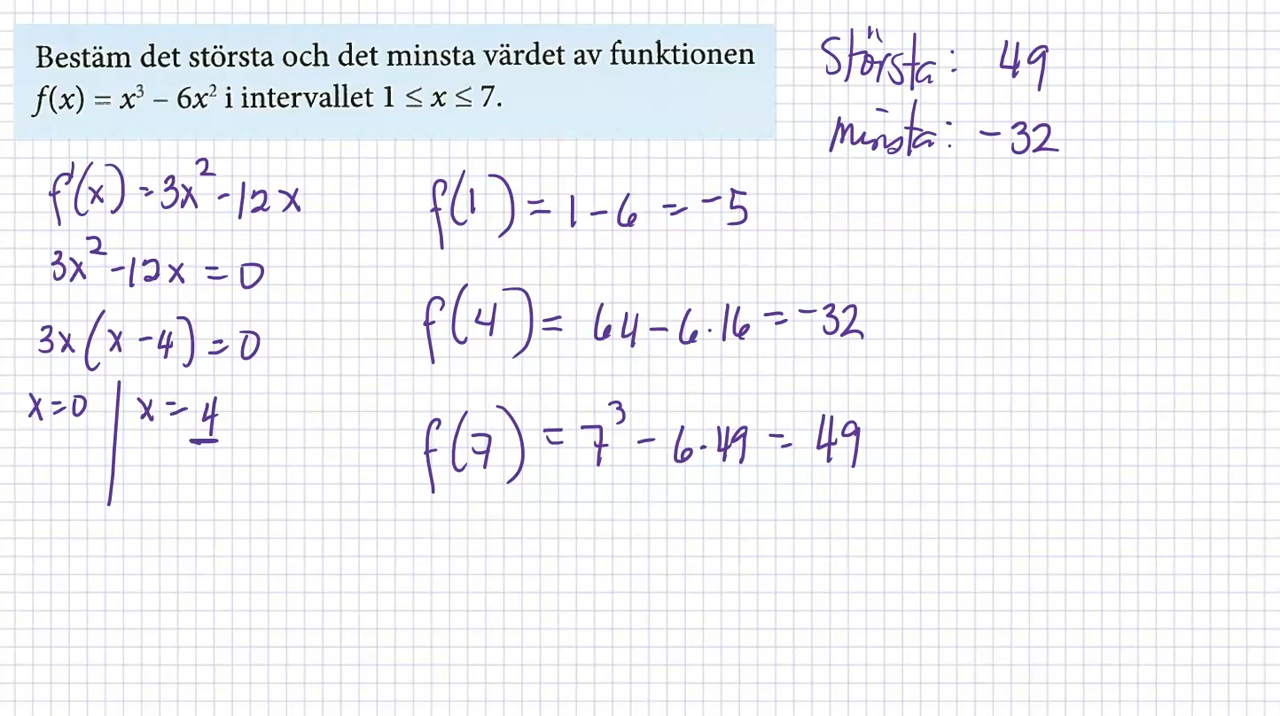 Bestäm det största och det minsta värdet av funktionen
f(x) = x³ – 6x² i intervallet 1 ≤ x ≤ 7.
Största: 49
minsta: -32
f'(x) = 3x² - 12x
3x² - 12x = 0
3x(x - 4) = 0
x = 0 | x = 4
f(1) = 1 - 6 = -5
f(4) = 64 - 6·16 = -32
f(7) = 7³ - 6·49 = 49